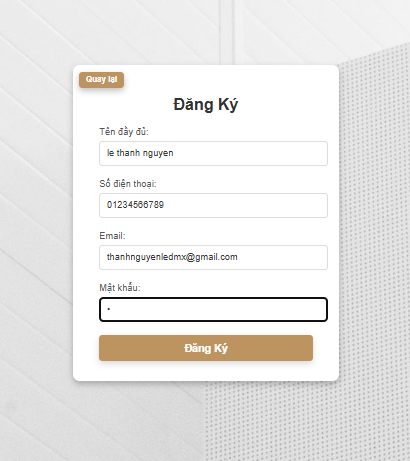 Quay lại
Đăng Ký
Tên đầy đủ:
le thanh nguyen
Số điện thoại:
01234566789
Email:
thanhnguyenledmx@gmail.com
Mật khẩu:
•
Đăng Ký